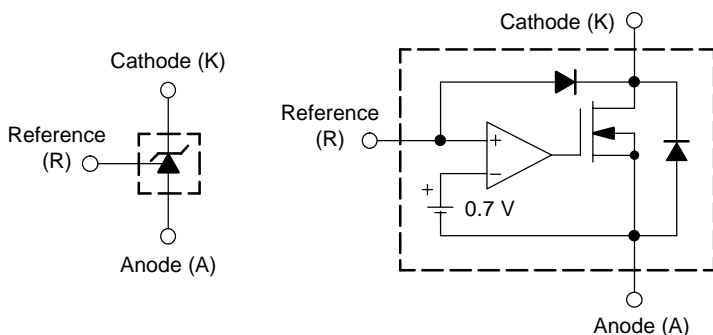 Cathode (K)
Reference
(R)
Anode (A)
Cathode (K)
Reference
(R)
+
−
+
0.7 V
Anode (A)